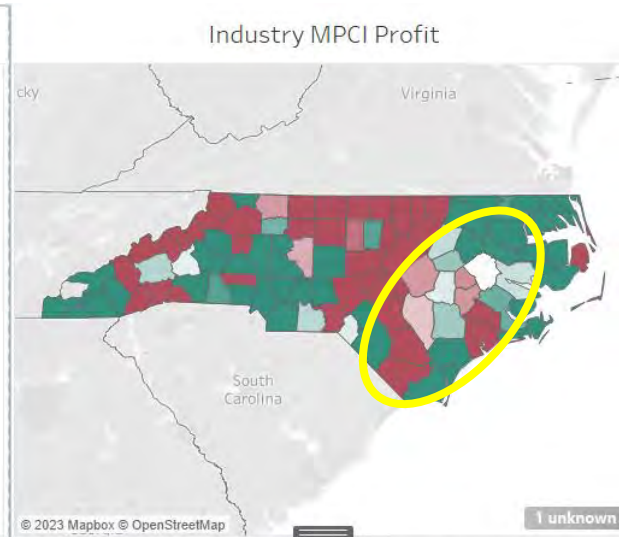 Industry MPCI Profit
cky
Virginia
South
Carolina
© 2023 Mapbox © OpenStreetMap
1 unknown